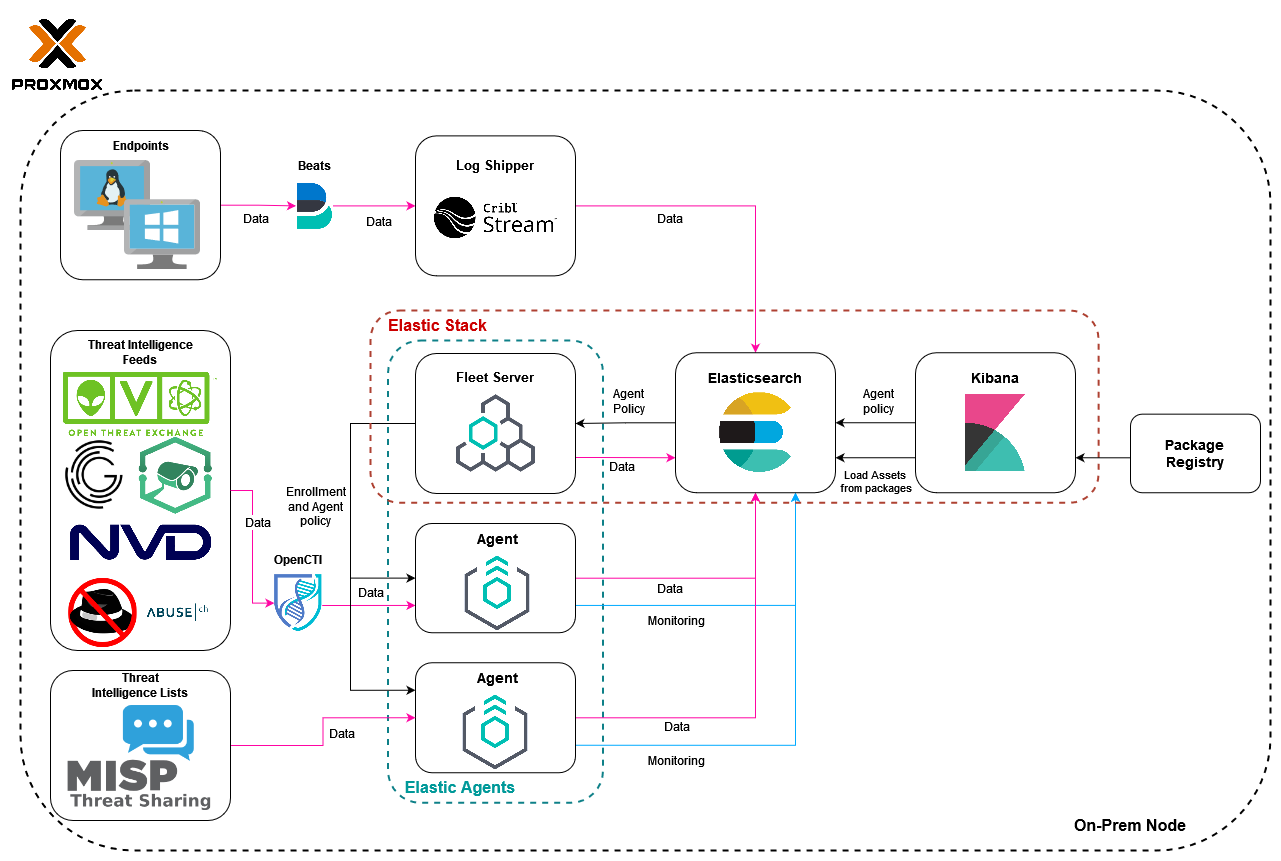 PROXMOX
Endpoints
Beats
Data
Data
Log Shipper
Cribl
Stream
Data
Elastic Stack
Threat Intelligence
Feeds
OPEN THREAT EXCHANGE
NVD
ABUSE|ch
Data
OpenCTI
Enrollment
and Agent
policy
Data
Fleet Server
Agent
Policy
Data
Elasticsearch
Agent
policy
Load Assets
from packages
Kibana
Package
Registry
Agent
Data
Monitoring
Agent
Data
Monitoring
Elastic Agents
Threat
Intelligence Lists
MISP
Threat Sharing
Data
On-Prem Node